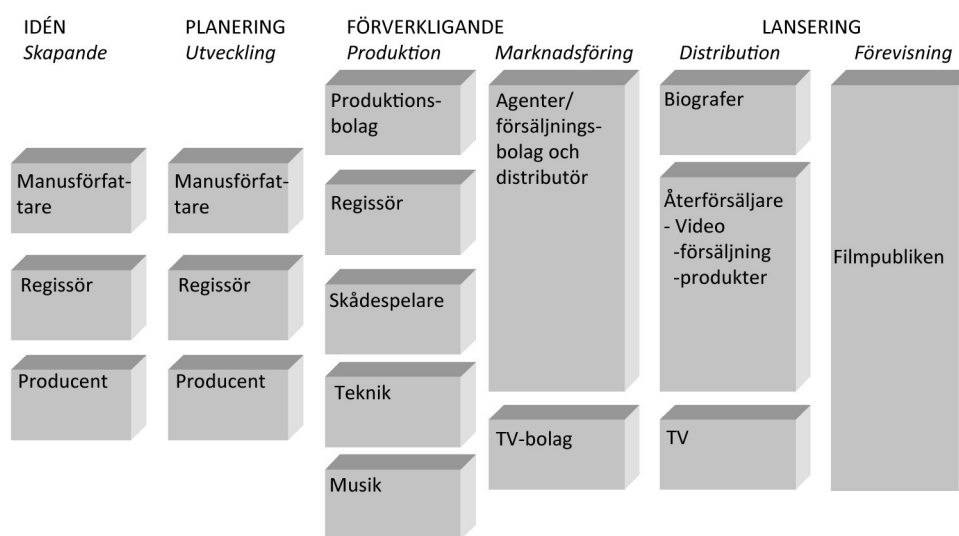 IDÉN
Skapande
PLANERING
Utveckling
FÖRVERKLIGANDE
Produktion
Marknadsföring
LANSERING
Distribution
Förevisning
Manusförfat-
tare
Regissör
Producent
Manusförfat-
tare
Regissör
Producent
Produktions-
bolag
Regissör
Skådespelare
Teknik
Musik
Agenter/
försäljnings-
bolag och
distributör
TV-bolag
Biografer
Återförsäljare
- Video
-försäljning
-produkter
TV
Filmpubliken